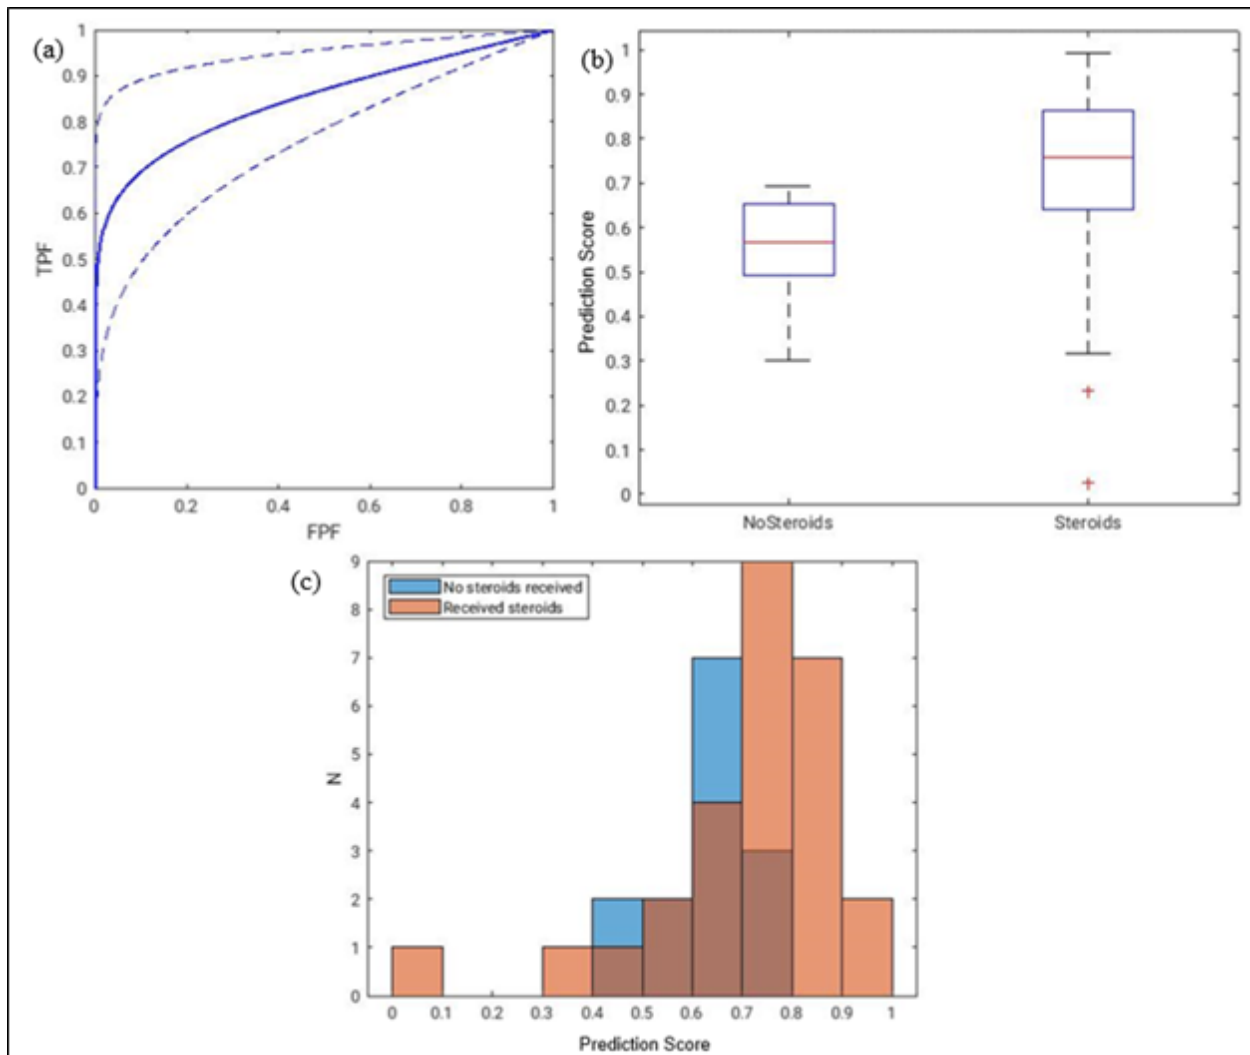 (a)
1
0.9
0.8
0.7
0.6
0.5
0.4
0.3
0.2
0.1
0
TPF
0 0.2 0.4 0.6 0.8 1
FPF
(b)
1
0.9
0.8
0.7
0.6
0.5
0.4
0.3
0.2
0.1
0
Prediction Score
NoSteroids Steroids
(c)
9
8
7
5
4
3
2
1
0
N
No steroids received
Received steroids
0 0.1 0.2 0.3 0.4 0.5 0.6 0.7 0.8 0.9 1
Prediction Score